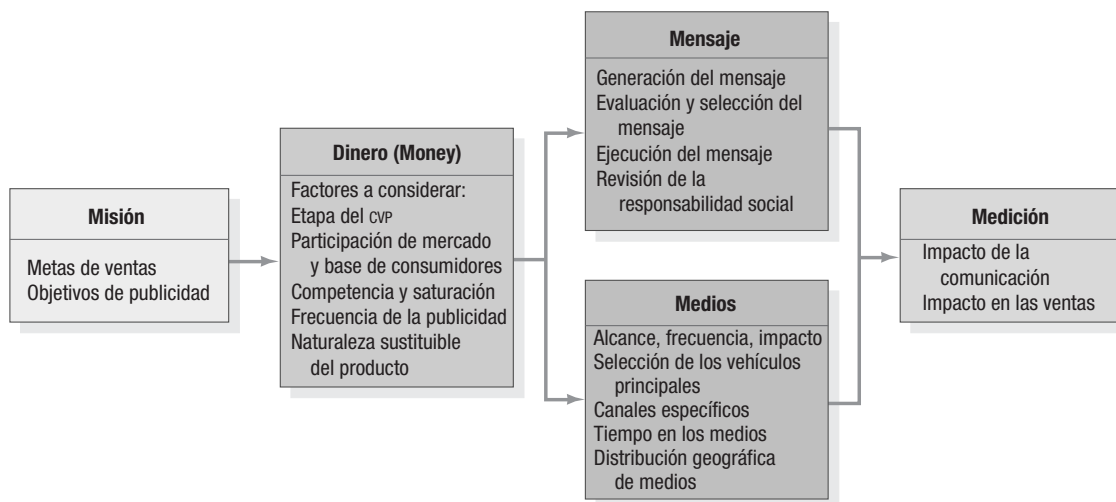 Misión
Metas de ventas
Objetivos de publicidad
Dinero (Money)
Factores a considerar:
Etapa del CVP
Participación de mercado
y base de consumidores
Competencia y saturación
Frecuencia de la publicidad
Naturaleza sustituible
del producto
Mensaje
Generación del mensaje
Evaluación y selección del
mensaje
Ejecución del mensaje
Revisión de la
responsabilidad social
Medios
Alcance, frecuencia, impacto
Selección de los vehículos
principales
Canales específicos
Tiempo en los medios
Distribución geográfica
de medios
Medición
Impacto de la
comunicación
Impacto en las ventas